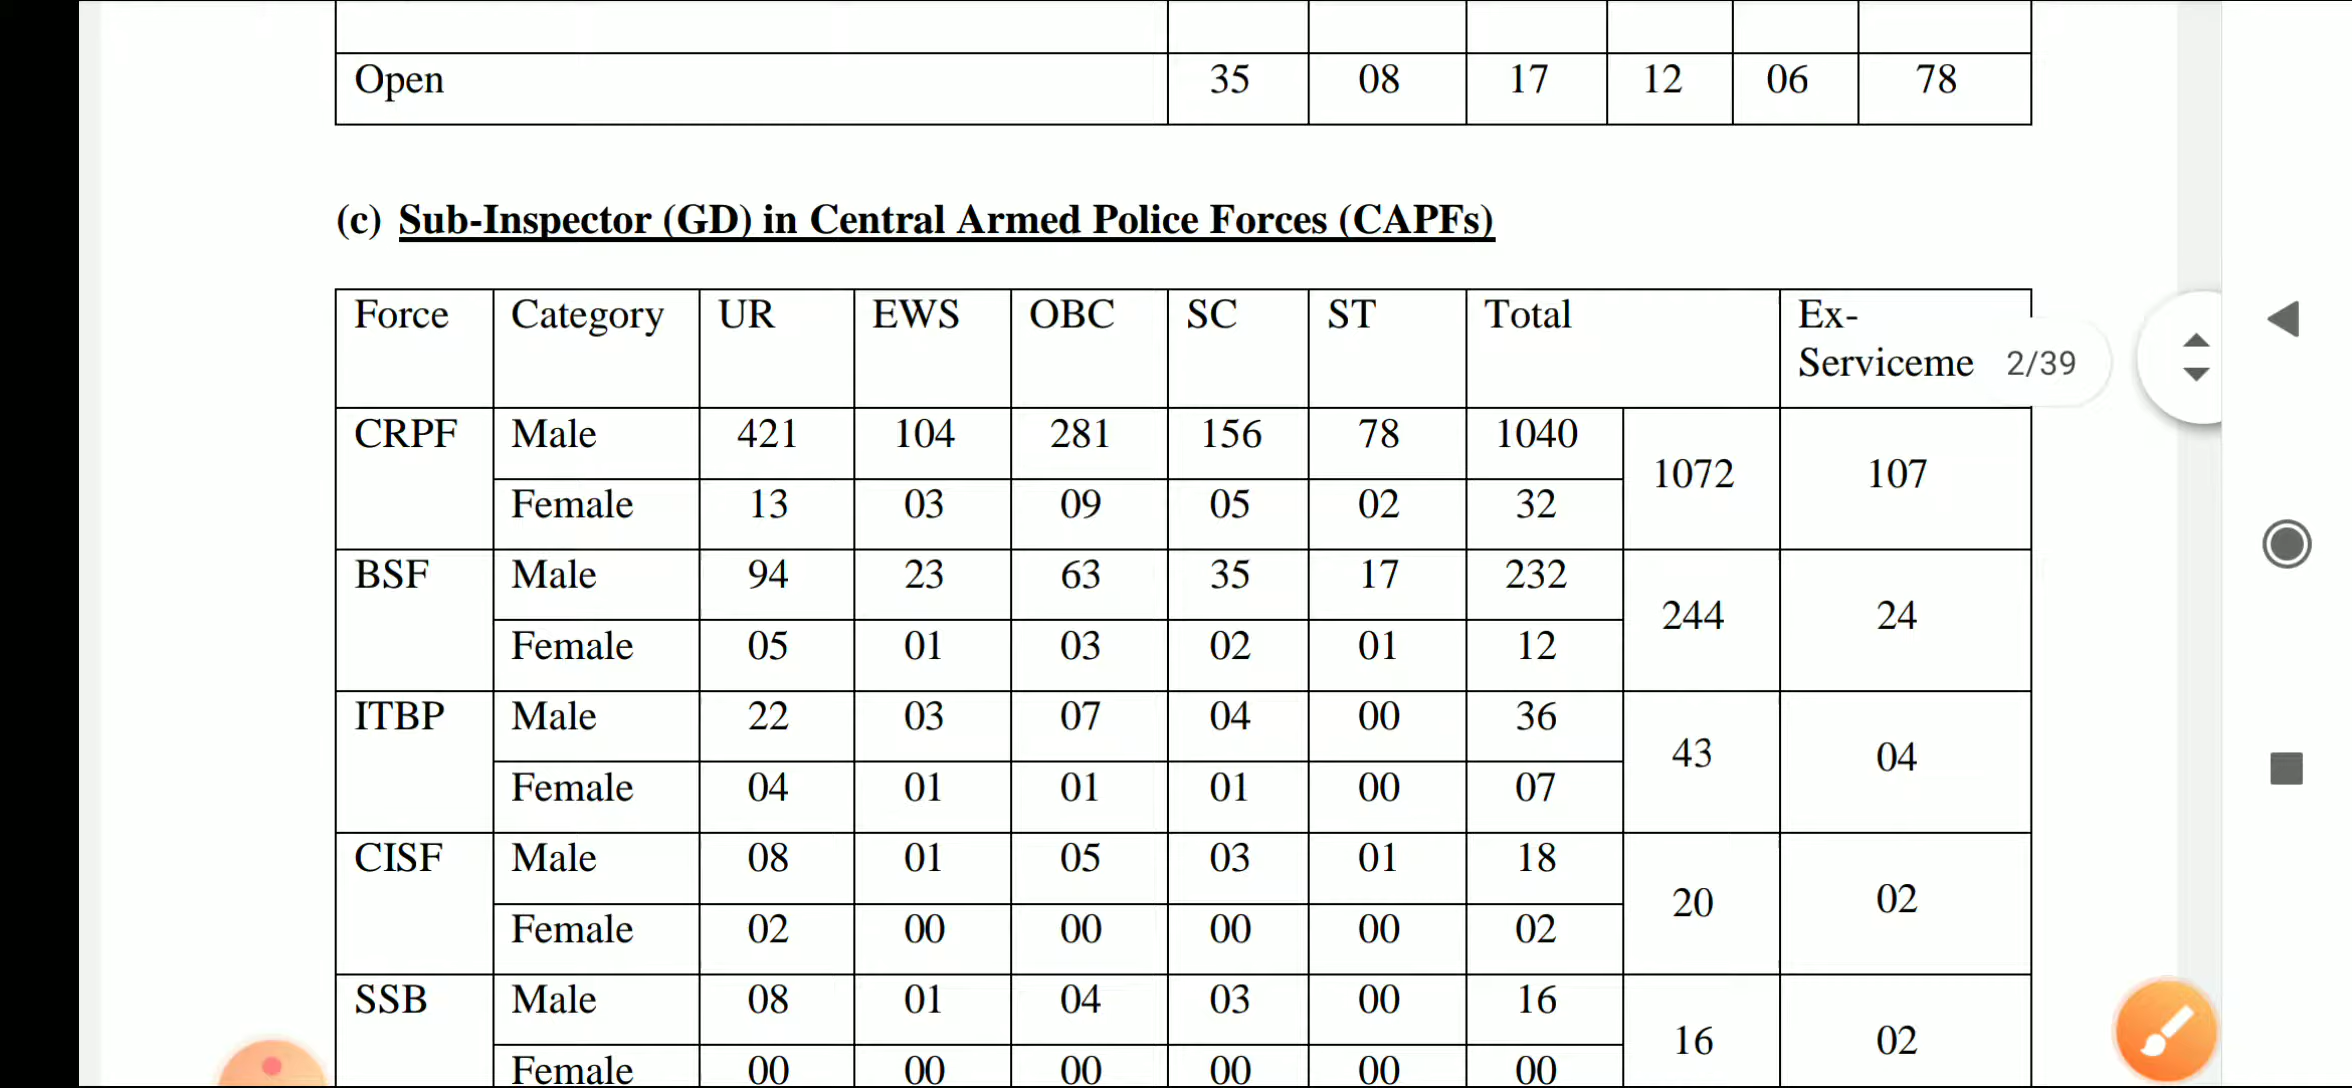 Open 35 08 17 12 06 78
(c) Sub-Inspector (GD) in Central Armed Police Forces (CAPFs)
Force Category UR EWS OBC SC ST Total Ex-
Serviceme 2/39
CRPF Male 421 104 281 156 78 1040
1072 107
Female 13 03 09 05 02 32
BSF Male 94 23 63 35 17 232
244 24
Female 05 01 03 02 01 12
ITBP Male 22 03 07 04 00 36
43 04
Female 04 01 01 01 00 07
CISF Male 08 01 05 03 01 18
20 02
Female 02 00 00 00 00 02
SSB Male 08 01 04 03 00 16
16 02
Female 00 00 00 00 00 00